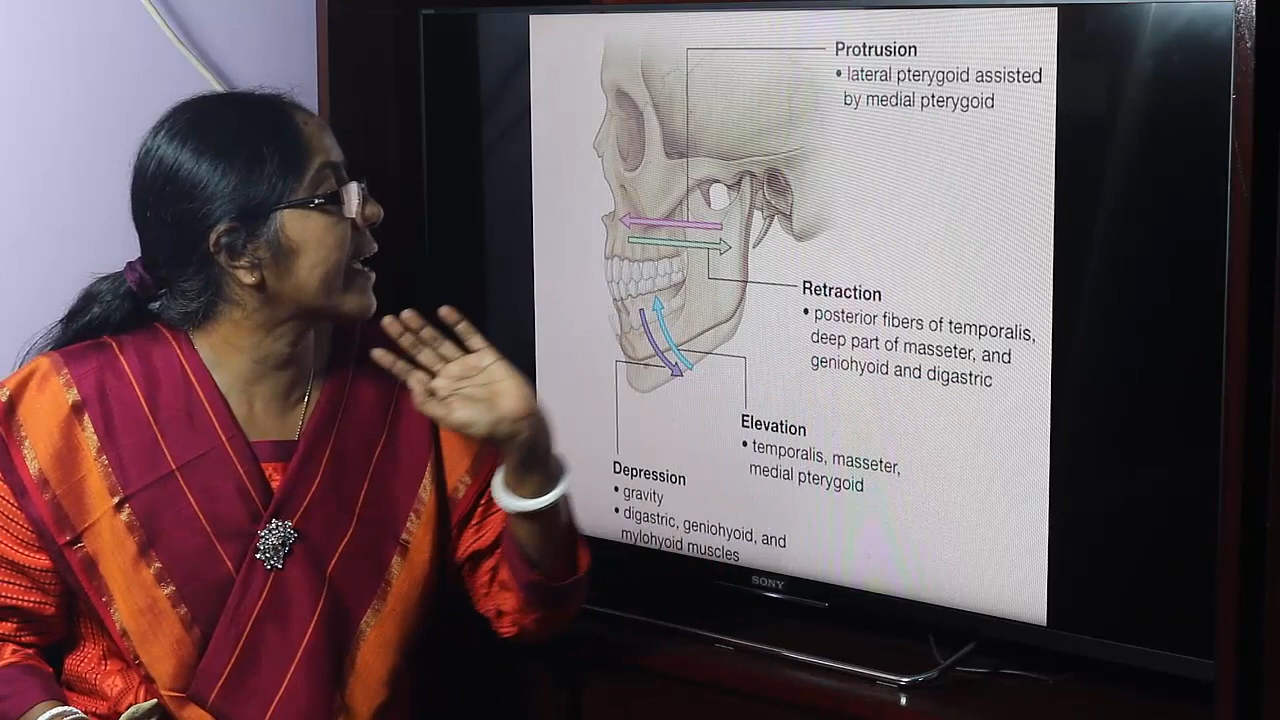 Protrusion
• lateral pterygoid assisted
by medial pterygoid
Retraction
• posterior fibers of temporalis,
deep part of masseter, and
geniohyoid and digastric
Elevation
• temporalis, masseter,
medial pterygoid
Depression
• gravity
• digastric, geniohyoid, and
mylohyoid muscles
SONY